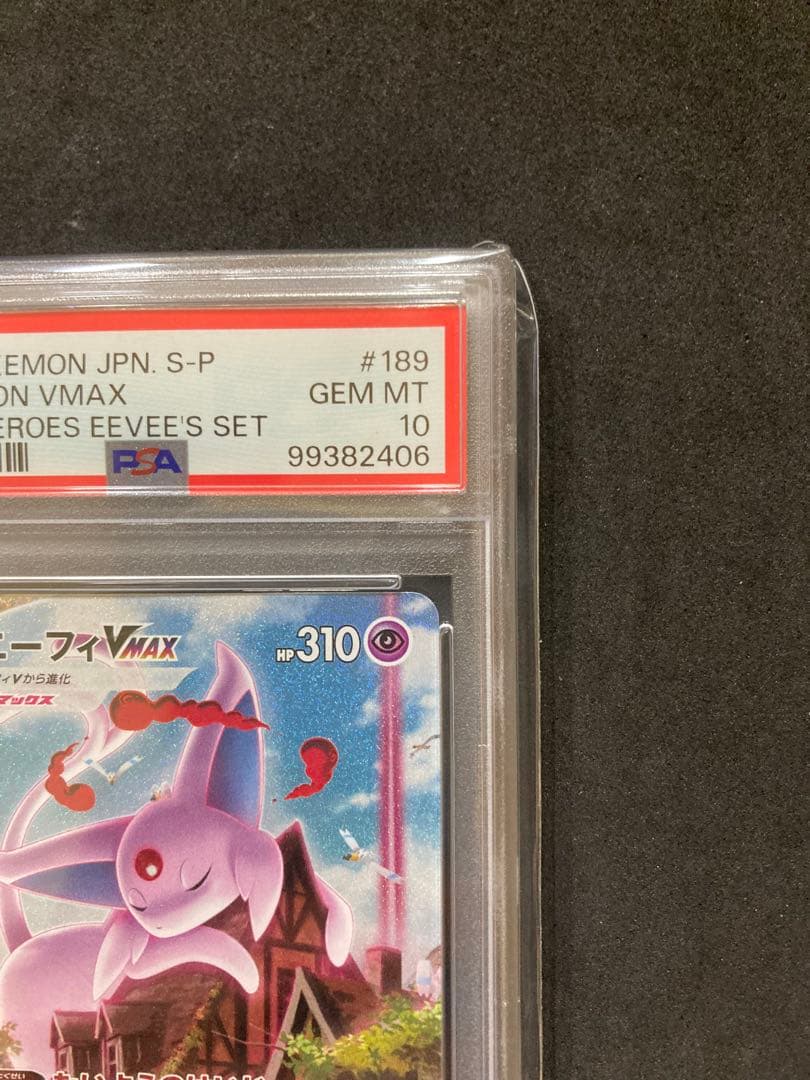 KEMON JPN. S-P #189
ON VMAX GEM MT
EROES EEVEE'S SET 10
PSA 99382406
ーフィVMAX HP310
ィVから進化
マックス